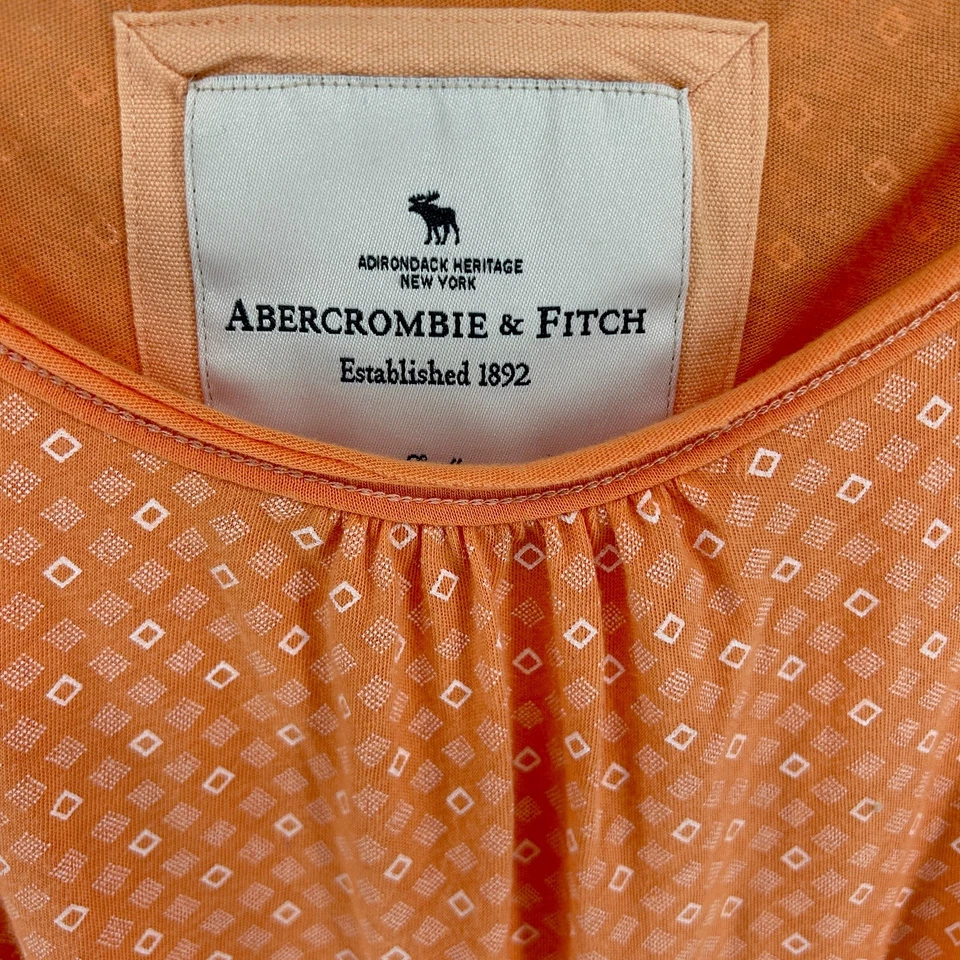 ADIRONDACK HERITAGE
NEW YORK
ABERCROMBIE & FITCH
Established 1892